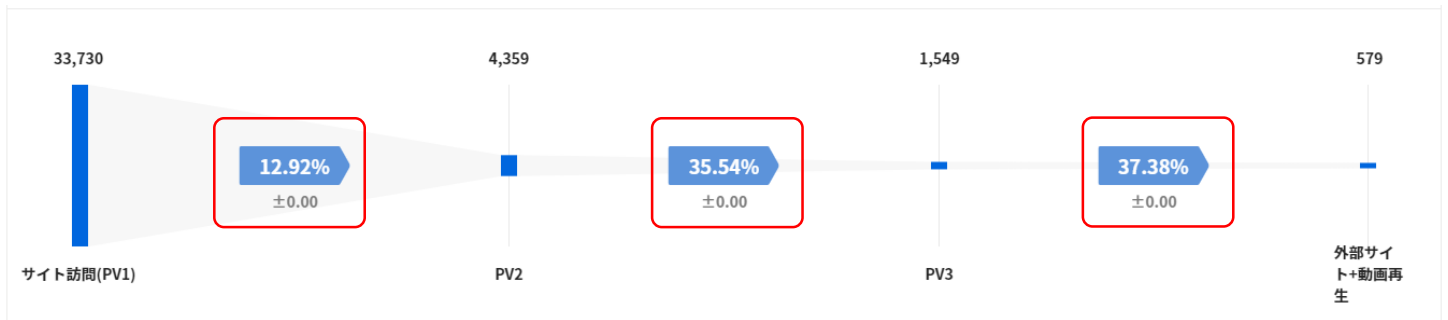 33,730
4,359
1,549
579
12.92%
±0.00
35.54%
±0.00
37.38%
±0.00
サイト訪問(PV1)
PV2
PV3
外部サイ
ト+動画再
生